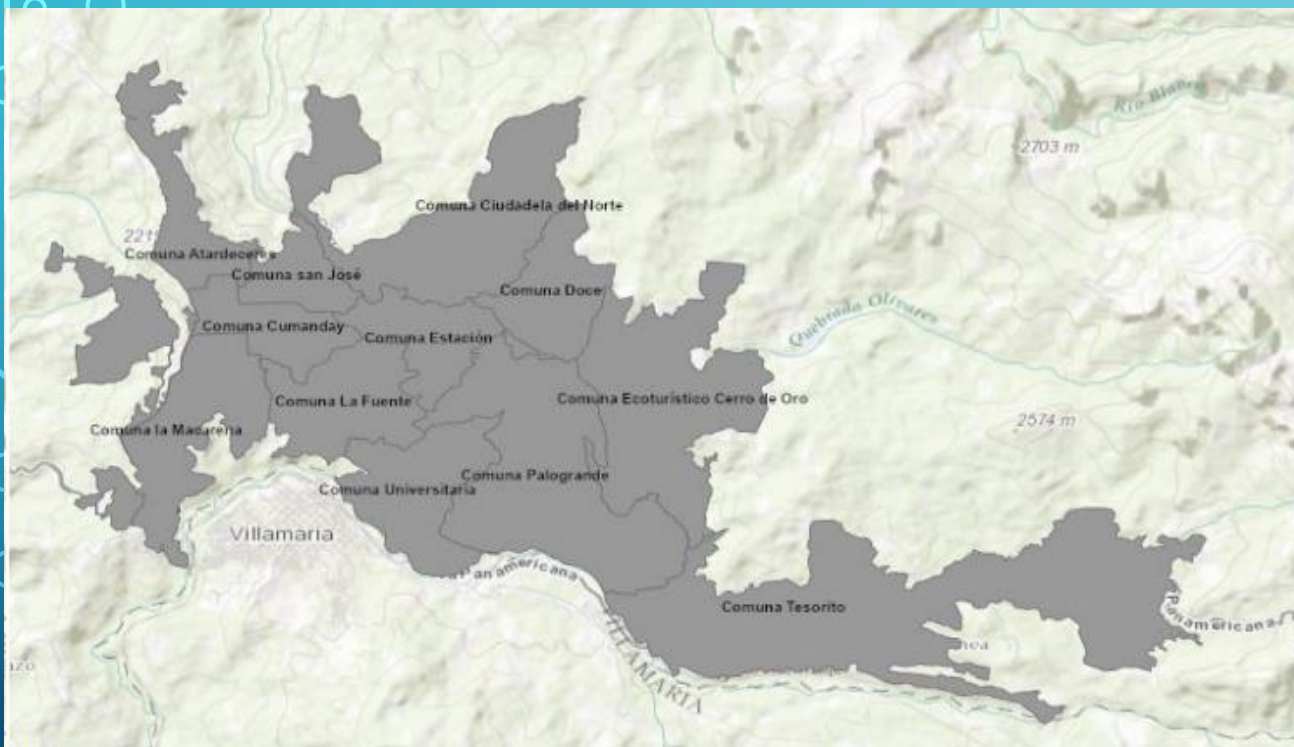 Río Blanco
2703 m
Comuna Ciudadela del Norte
Comuna Atardeceres
Comuna san José
Comuna Doce
Quebrada Olivares
Comuna Cumanday
Comuna Estación
Comuna La Fuente
Comuna Ecoturístico Cerro de Oro
2574 m
Comuna la Macarena
Comuna Palogrande
Comuna Universitaria
Villamaria
Panamericana
Comuna Tesorito
Panamericana
VILLAMARÍA